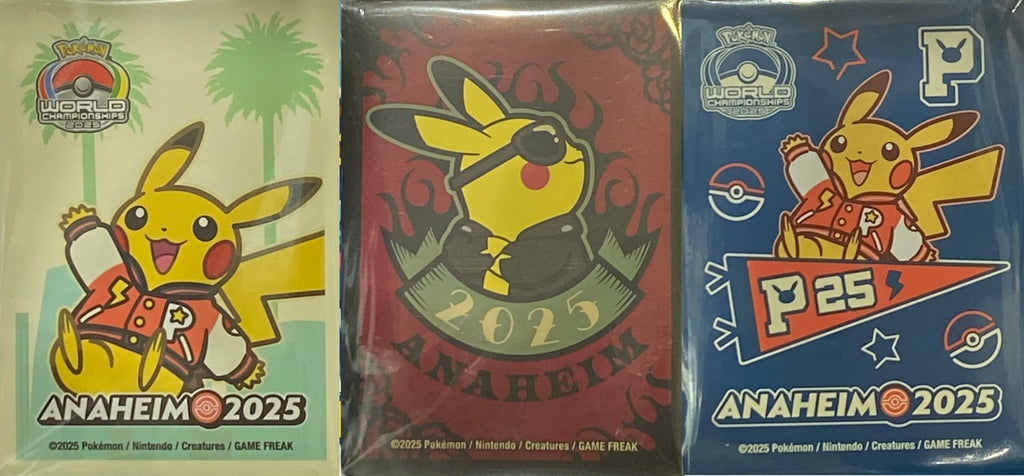 POKÉMON
WORLD
CHAMPIONSHIPS
2025
P
ANAHEIM 2025
©2025 Pokémon / Nintendo / Creatures / GAME FREAK
2025
ANAHEIM
©2025 Pokémon / Nintendo / Creatures / GAME FREAK
POKÉMON
WORLD
CHAMPIONSHIPS
2025
P
P
P 25
ANAHEIM 2025
©2025 Pokémon / Nintendo / Creatures / GAME FREAK